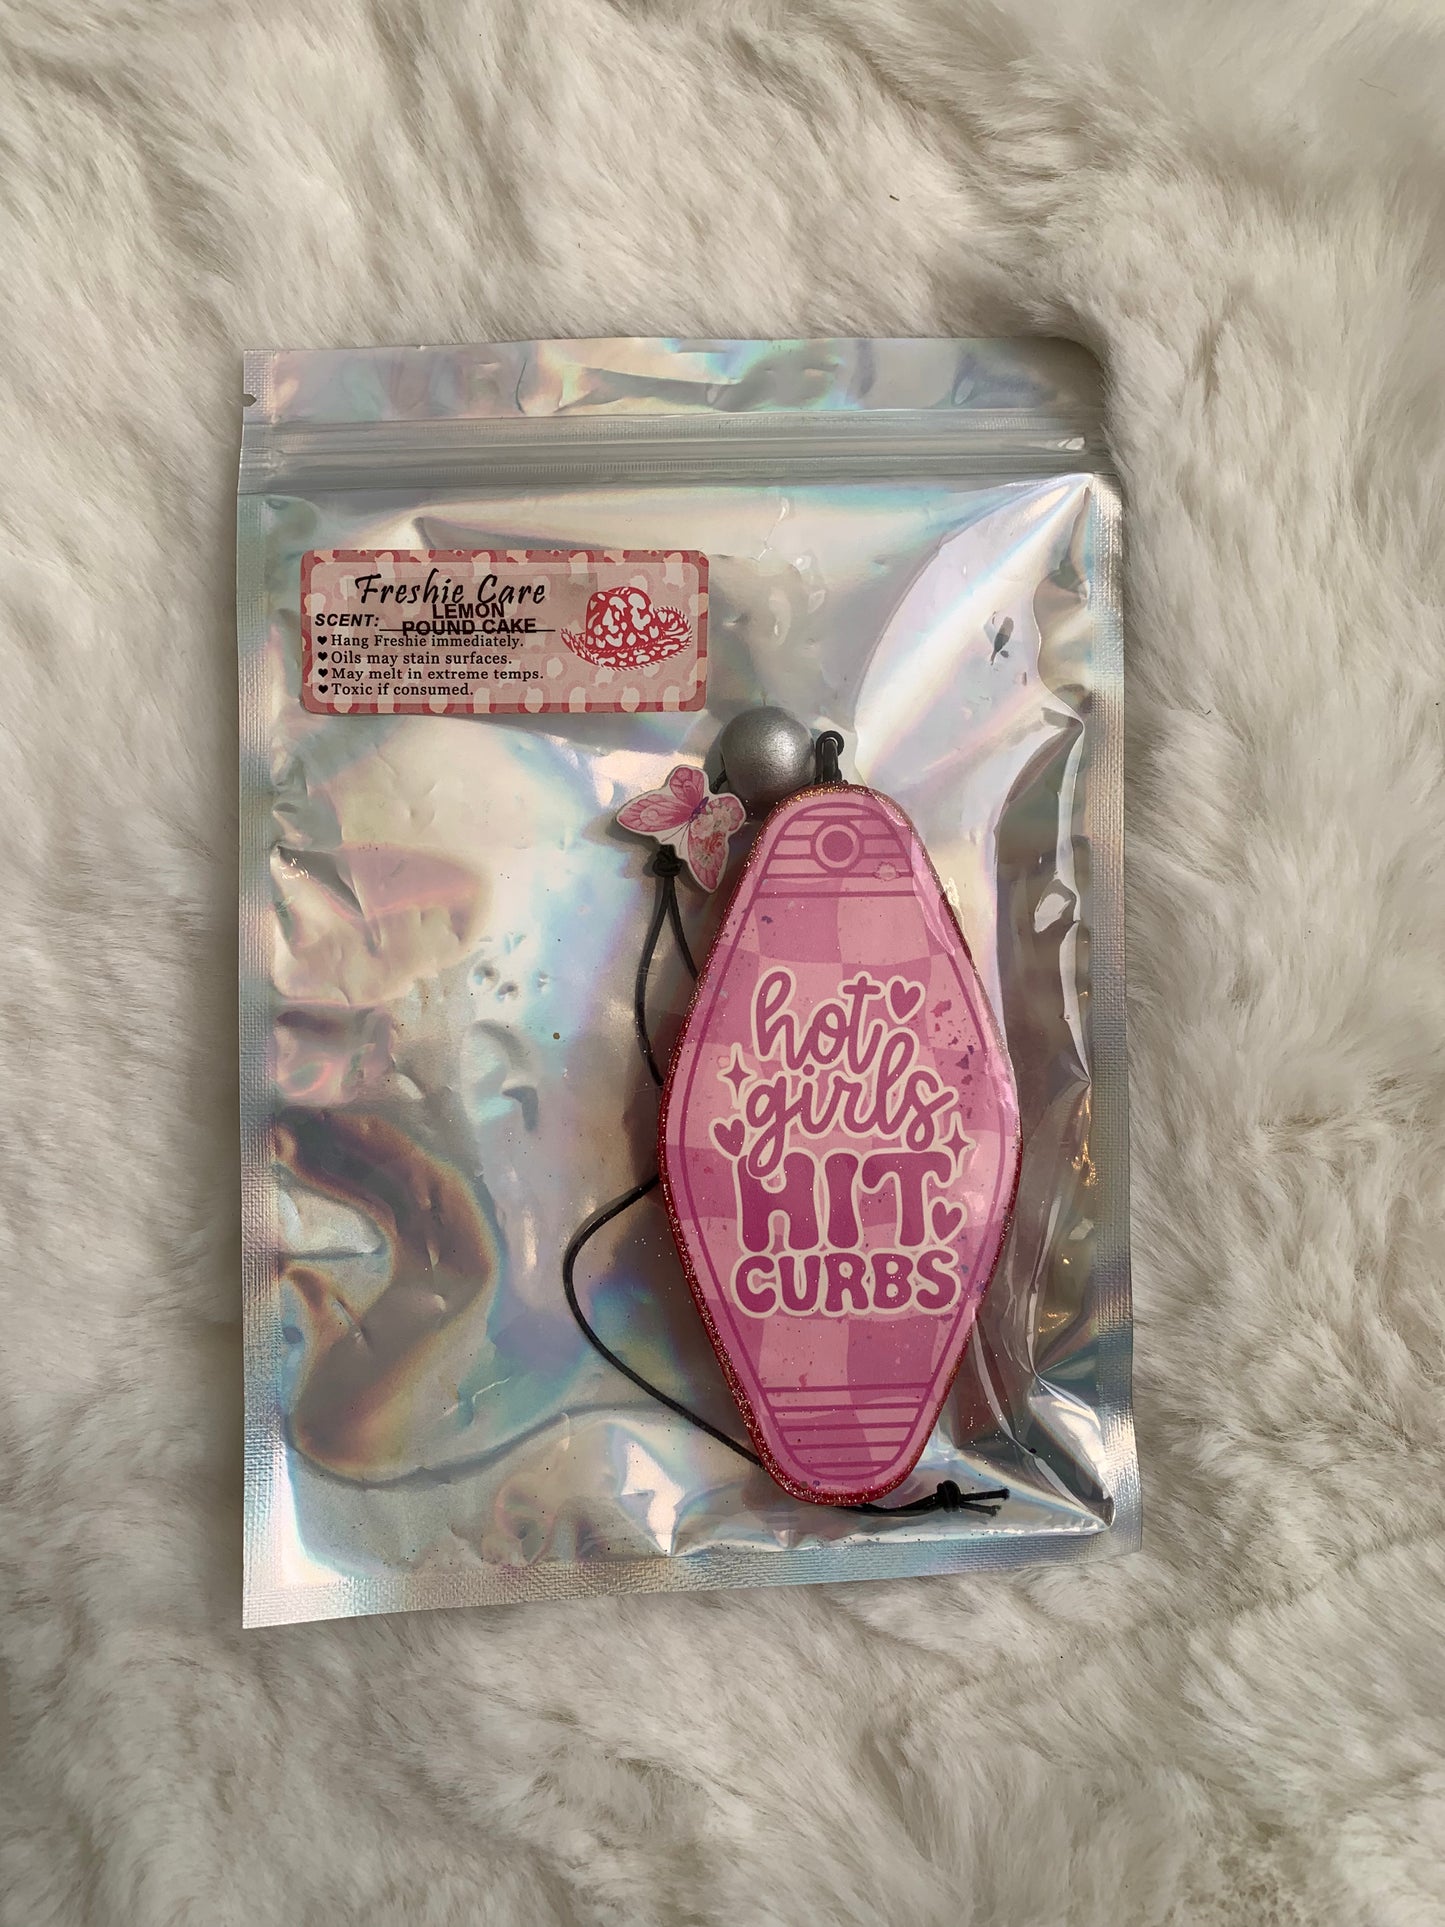 Freshie Care
SCENT: LEMON
POUND CAKE
♥ Hang Freshie immediately.
♥ Oils may stain surfaces.
♥ May melt in extreme temps.
♥ Toxic if consumed.
hot
girls
HIT
CURBS